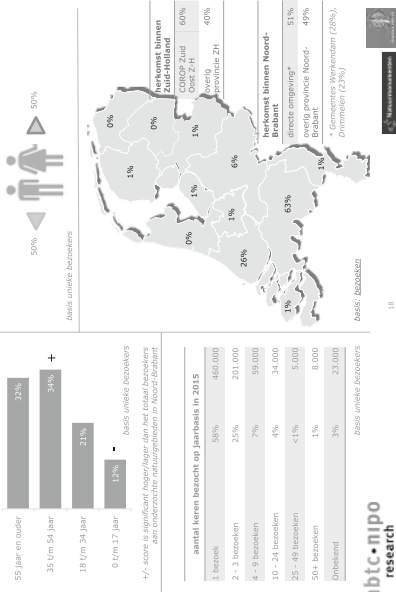 55 jaar en ouder 32%
35 t/m 54 jaar 34% +
18 t/m 34 jaar 21%
0 t/m 17 jaar 12% -
basis unieke bezoekers
+/- score is significant hoger/lager dan het totaal bezoekers
aan onderzochte natuurgebieden in Noord-Brabant
50% 50%
basis unieke bezoekers
aantal keren bezocht op jaarbasis in 2015
1 bezoek 58% 460.000
2 - 3 bezoeken 25% 201.000
4 - 9 bezoeken 7% 59.000
10 - 24 bezoeken 4% 34.000
25 - 49 bezoeken <1% 5.000
50+ bezoeken 1% 8.000
Onbekend 3% 23.000
basis unieke bezoekers
0%
0%
1%
1%
1%
0%
6%
1%
26%
63%
1%
1%
basis: bezoeken
herkomst binnen
Zuid-Holland
COROP Zuid 60%
Oost Z-H
overig 40%
provincie ZH
herkomst binnen Noord-
Brabant
directe omgeving* 51%
overig provincie Noord- 49%
Brabant
* Gemeentes Werkendam (28%),
Drimmelen (23%)
nbtc•nipo
research
18
Natuurmonumenten